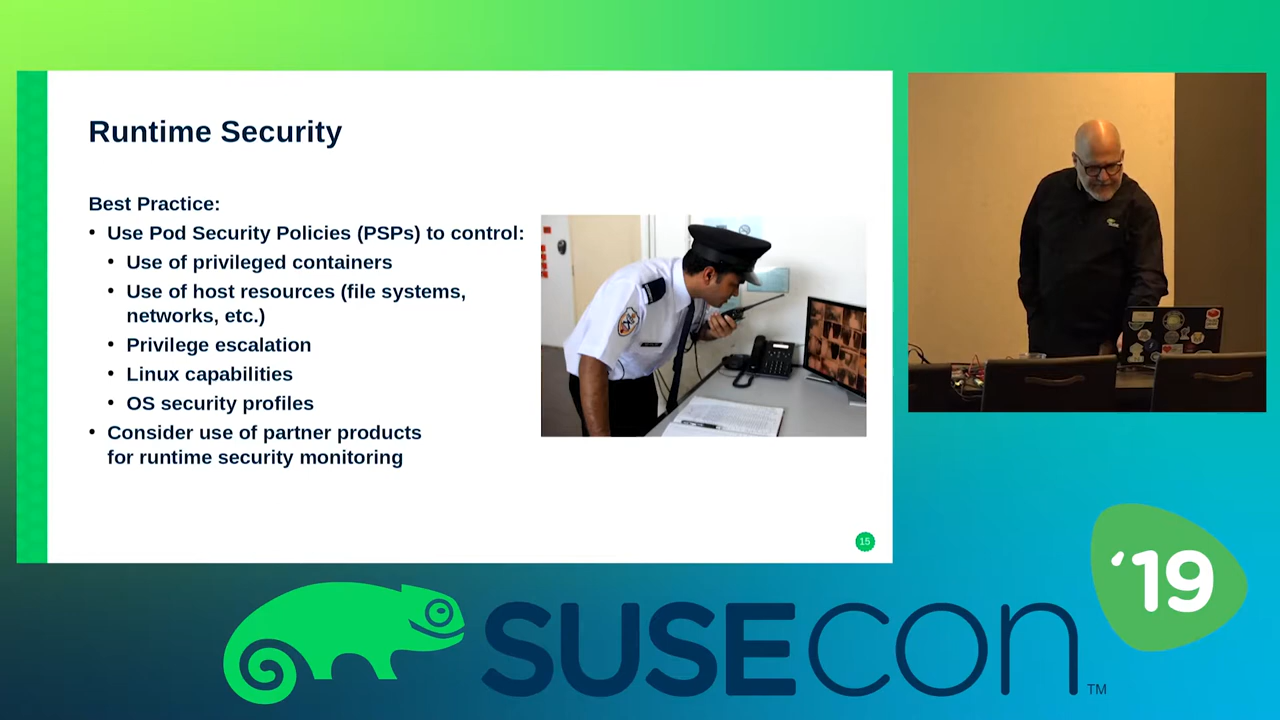 Runtime Security
Best Practice:
• Use Pod Security Policies (PSPs) to control:
• Use of privileged containers
• Use of host resources (file systems,
networks, etc.)
• Privilege escalation
• Linux capabilities
• OS security profiles
• Consider use of partner products
for runtime security monitoring
15
‘19
SUSECON
TM